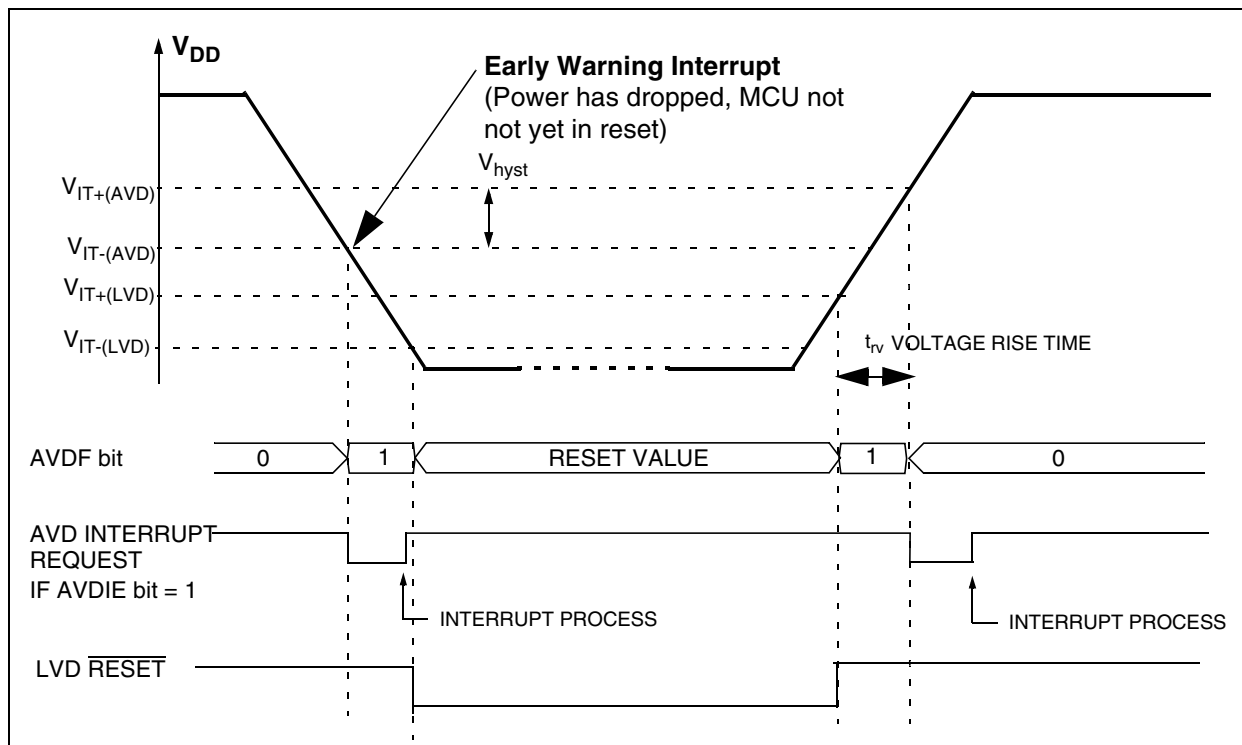 VDD
Early Warning Interrupt
(Power has dropped, MCU not
not yet in reset)
Vhyst
VIT+(AVD)
VIT-(AVD)
VIT+(LVD)
VIT-(LVD)
trv VOLTAGE RISE TIME
AVDF bit
0
1
RESET VALUE
1
0
AVD INTERRUPT
REQUEST
IF AVDIE bit = 1
INTERRUPT PROCESS
INTERRUPT PROCESS
LVD RESET